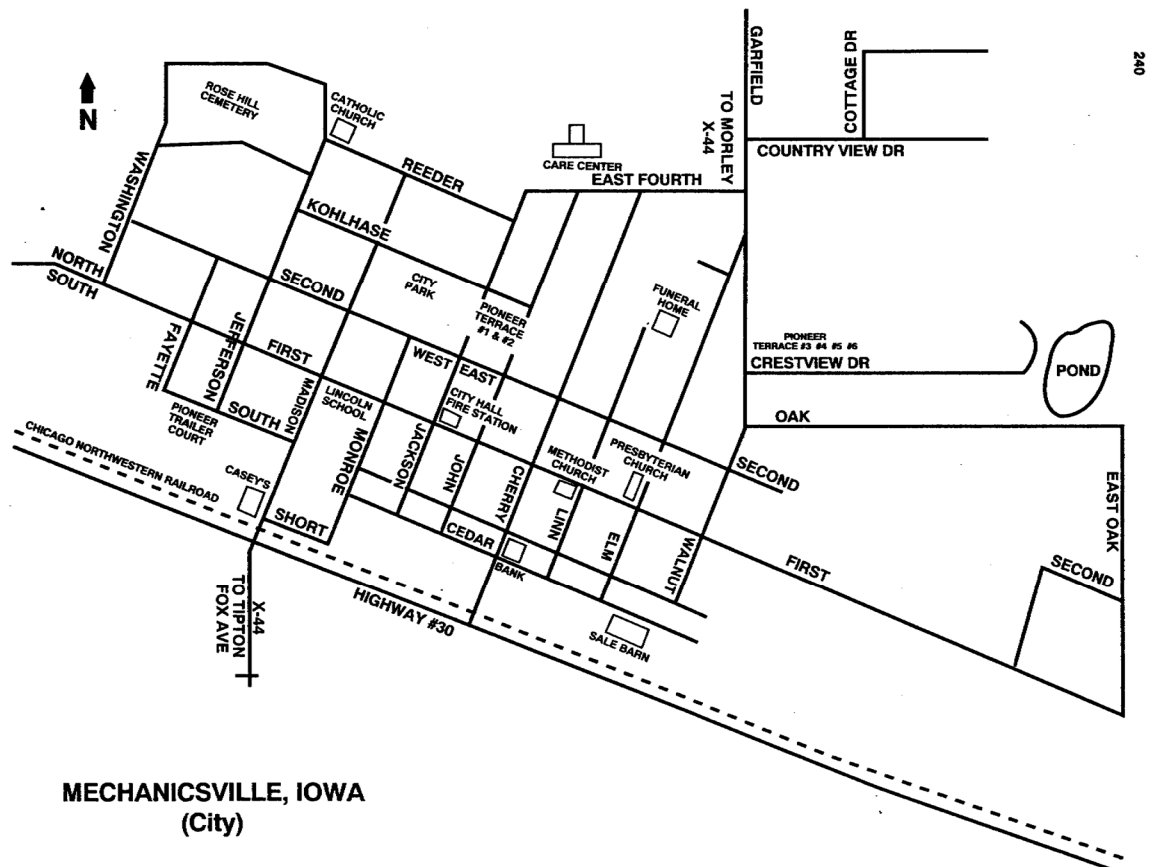 240
GARFIELD
COTTAGE DR
ROSE HILL
CEMETERY
CATHOLIC
CHURCH
N
TO MORLEY
X-44
COUNTRY VIEW DR
CARE CENTER
EAST FOURTH
WASHINGTON
REEDER
KOHLHASE
NORTH
SOUTH
SECOND
CITY
PARK
PIONEER
TERRACE
#1 & #2
FUNERAL
HOME
PIONEER
TERRACE #3 #4 #5 #6
CRESTVIEW DR
POND
FAYETTE
JEFFERSON
FIRST
WEST
EAST
MADISON
LINCOLN
SCHOOL
CITY HALL
FIRE STATION
OAK
SOUTH
PIONEER
TRAILER
COURT
MONROE
JACKSON
JOHN
CHERRY
METHODIST
CHURCH
PRESBYTERIAN
CHURCH
SECOND
EAST OAK
CHICAGO NORTHWESTERN RAILROAD
CASEY'S
SHORT
CEDAR
LINN
ELM
WALNUT
FIRST
SECOND
BANK
X-44
TO TIPTON
FOX AVE
HIGHWAY #30
SALE BARN
MECHANICSVILLE, IOWA
(City)